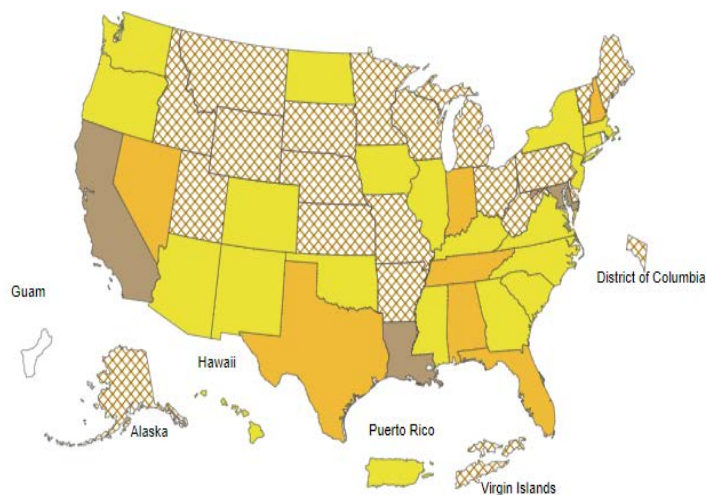 District of Columbia
Guam
Hawaii
Alaska
Puerto Rico
Virgin Islands